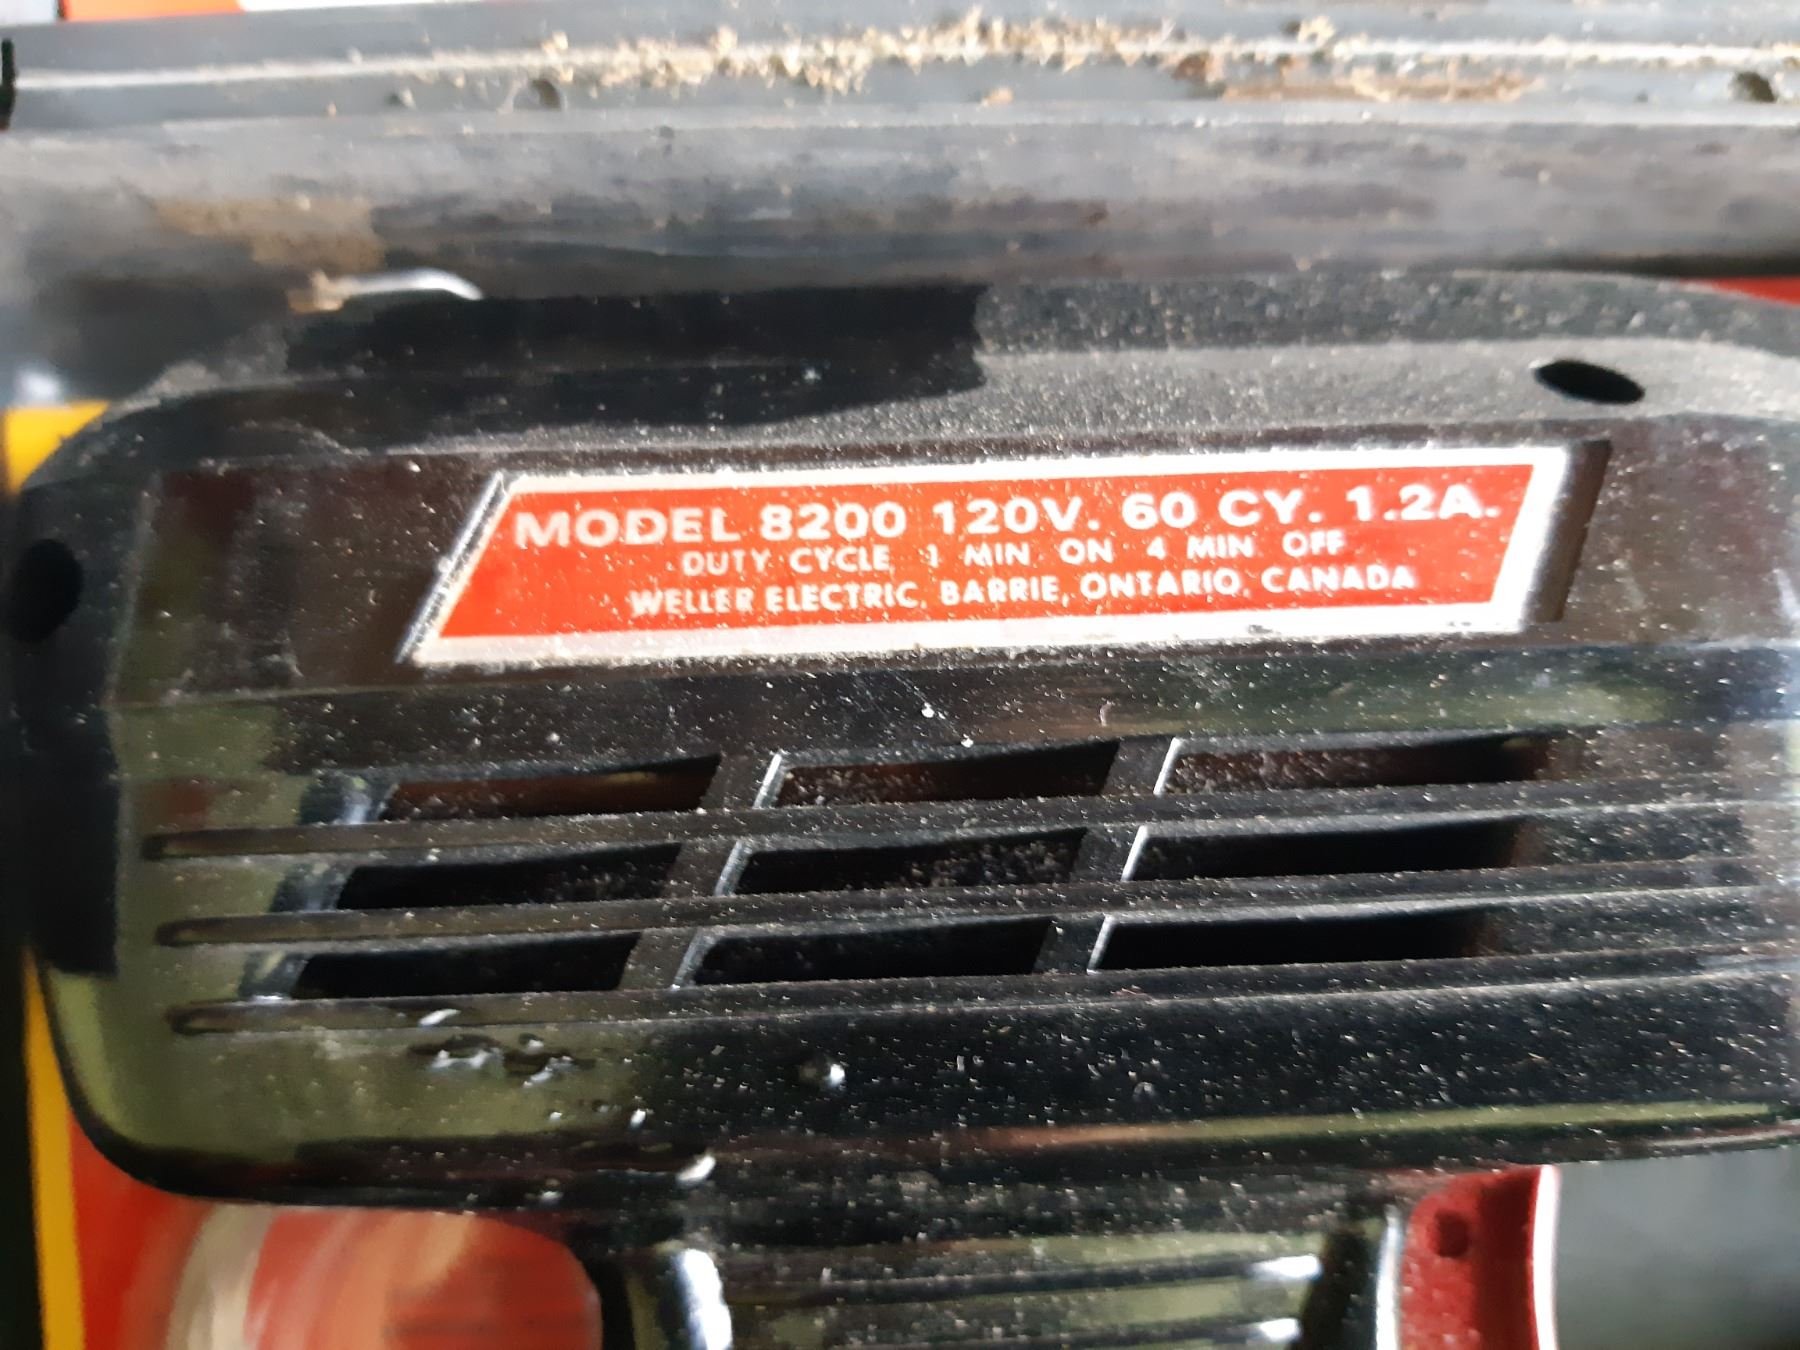 MODEL 8200 120V. 60 CY. 1.2A.
DUTY CYCLE 1 MIN ON 4 MIN OFF
WELLER ELECTRIC, BARRIE, ONTARIO, CANADA